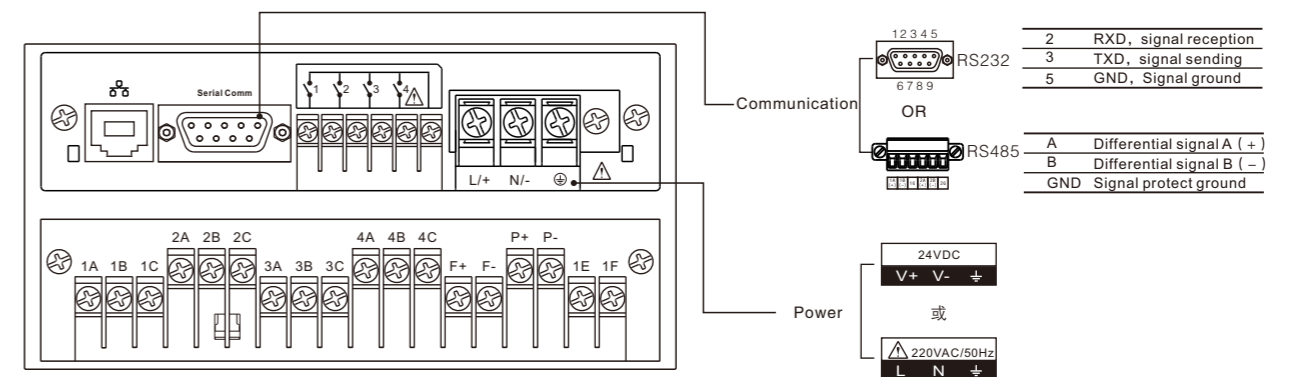 Serial Comm
1 2 3 4
L/+ N/-
2A 2B 2C 4A 4B 4C P+ P-
1A 1B 1C 3A 3B 3C F+ F- 1E 1F
Communication
Power
1 2 3 4 5
RS232
6 7 8 9
OR
RS485
2 RXD, signal reception
3 TXD, signal sending
5 GND, Signal ground
A Differential signal A ( + )
B Differential signal B ( − )
GND Signal protect ground
24VDC
V+ V-
或
220VAC/50Hz
L N